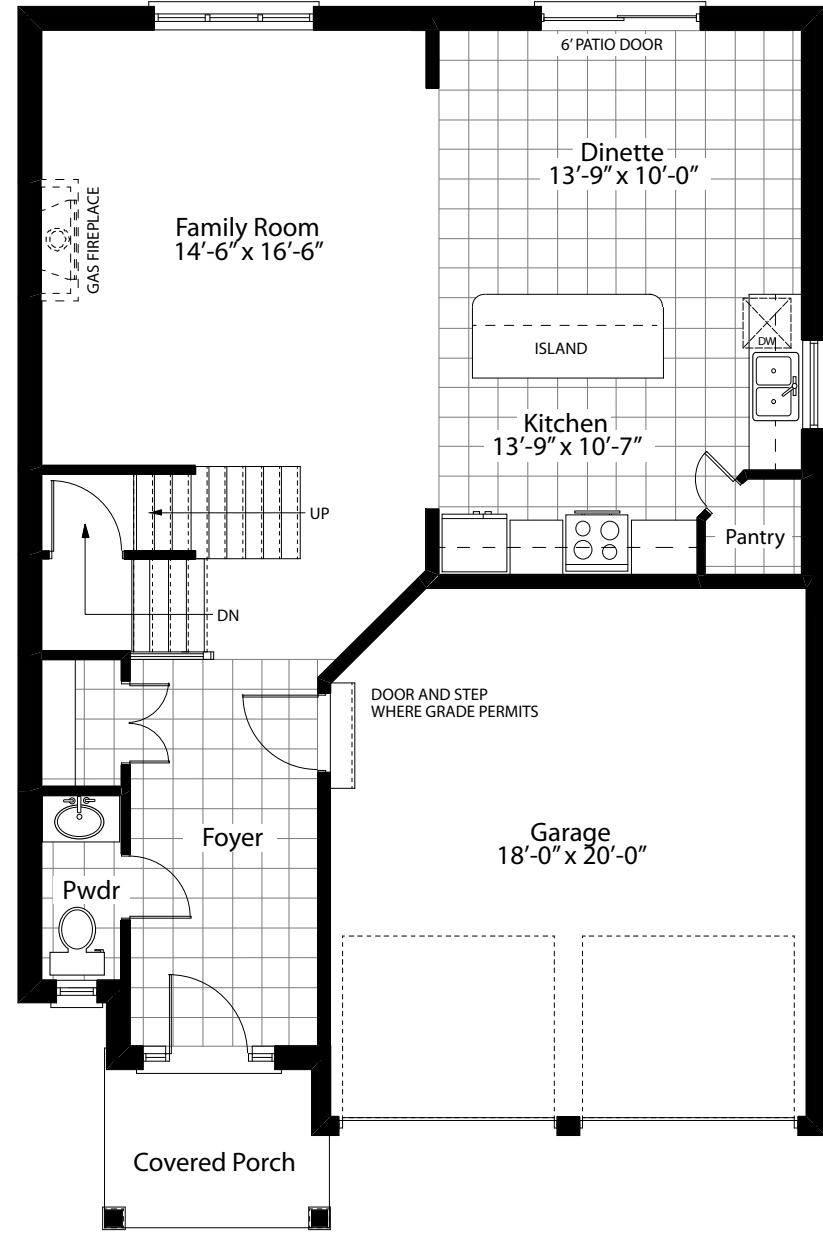 6’ PATIO DOOR
Dinette
13’-9” x 10’-0”
GAS FIREPLACE
Family Room
14’-6” x 16’-6”
DW
ISLAND
Kitchen
13’-9” x 10’-7”
UP
Pantry
DN
DOOR AND STEP
WHERE GRADE PERMITS
Foyer
Garage
18’-0” x 20’-0”
Pwdr
Covered Porch